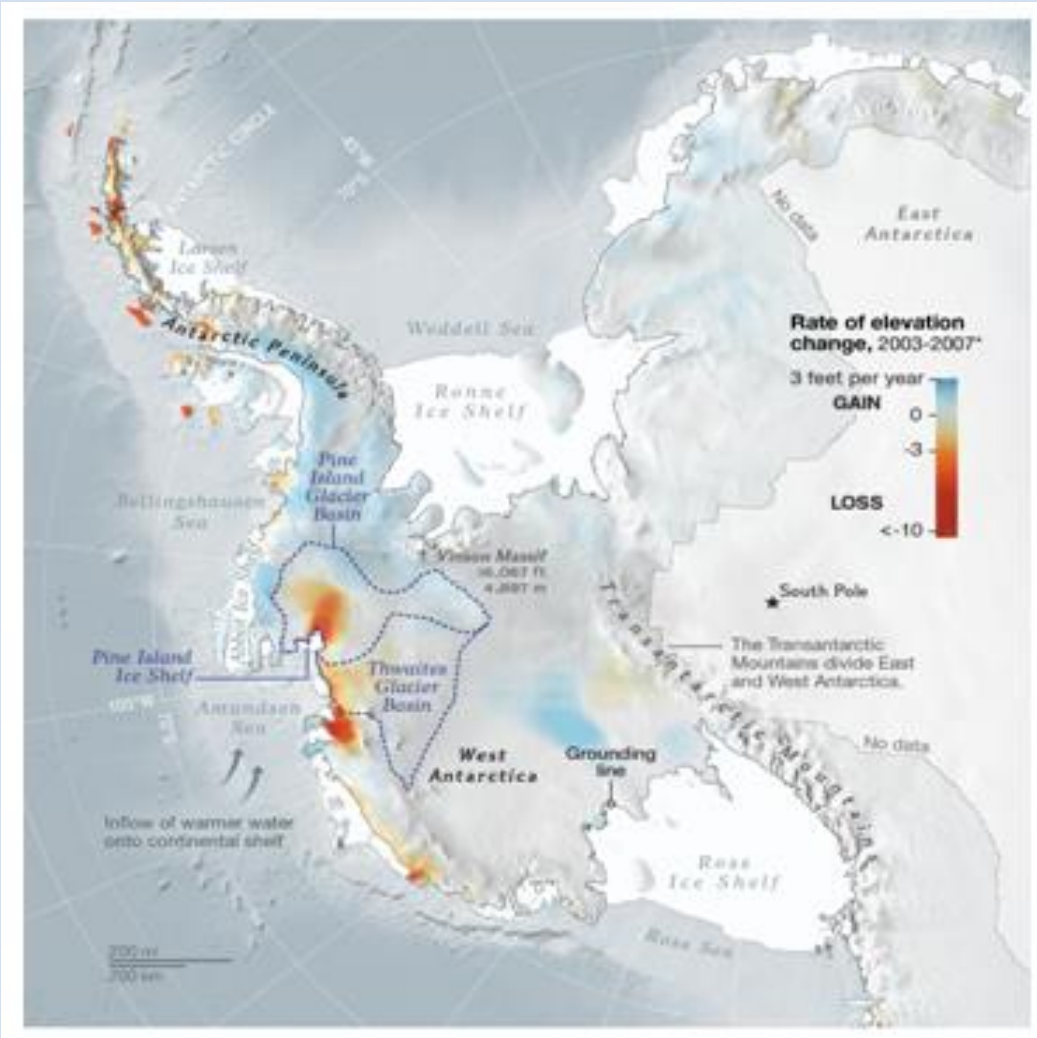 ANTARCTIC CIRCLE
Larsen
Ice Shelf
Antarctic Peninsula
Weddell Sea
Ronne
Ice Shelf
No data
East
Antarctica
Rate of elevation
change, 2003-2007*
3 feet per year
GAIN
0
-3
LOSS
<-10
Pine
Island
Glacier
Basin
Bellingshausen
Sea
Vinson Massif
16,067 ft
4,897 m
South Pole
Transantarctic Mountains
The Transantarctic
Mountains divide East
and West Antarctica.
Pine Island
Ice Shelf
Thwaites
Glacier
Basin
Amundsen
Sea
West
Antarctica
Grounding
line
No data
Inflow of warmer water
onto continental shelf
Ross
Ice Shelf
Ross Sea
200 mi
200 km